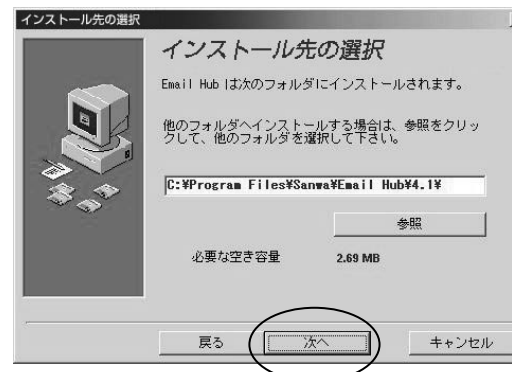 インストール先の選択
インストール先の選択
Email Hub は次のフォルダにインストールされます。
他のフォルダへインストールする場合は、参照をクリッ
クして、他のフォルダを選択して下さい。
C:¥Program Files¥Sanwa¥Email Hub¥4.1¥
参照
必要な空き容量 2.69 MB
戻る 次へ キャンセル